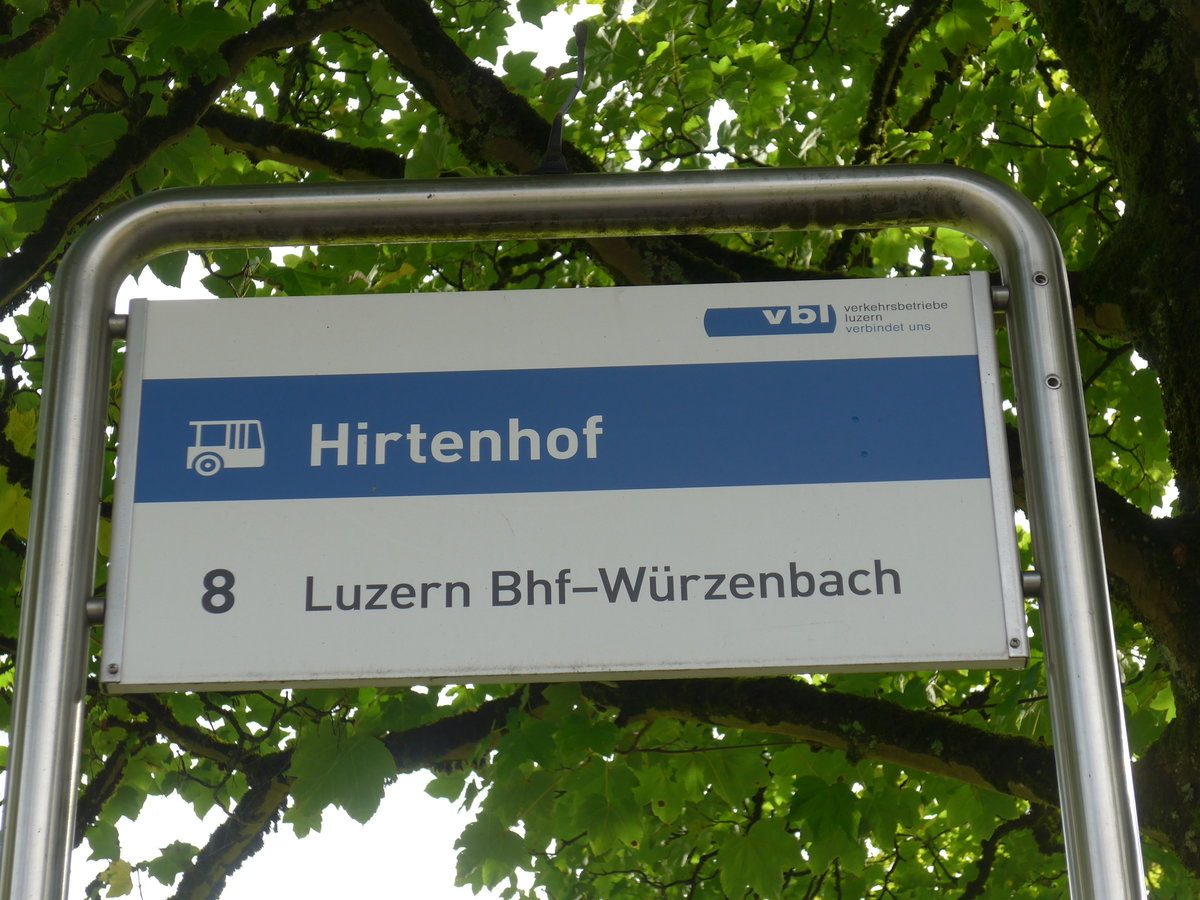 vbl
verkehrsbetriebe
luzern
verbindet uns
Hirtenhof
8 Luzern Bhf–Würzenbach